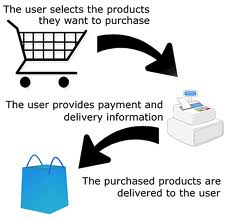 The user selects the products
they want to purchase
The user provides payment and
delivery information
The purchased products are
delivered to the user